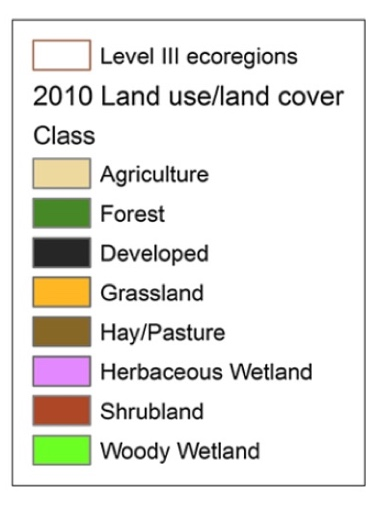 Level III ecoregions
2010 Land use/land cover
Class
Agriculture
Forest
Developed
Grassland
Hay/Pasture
Herbaceous Wetland
Shrubland
Woody Wetland